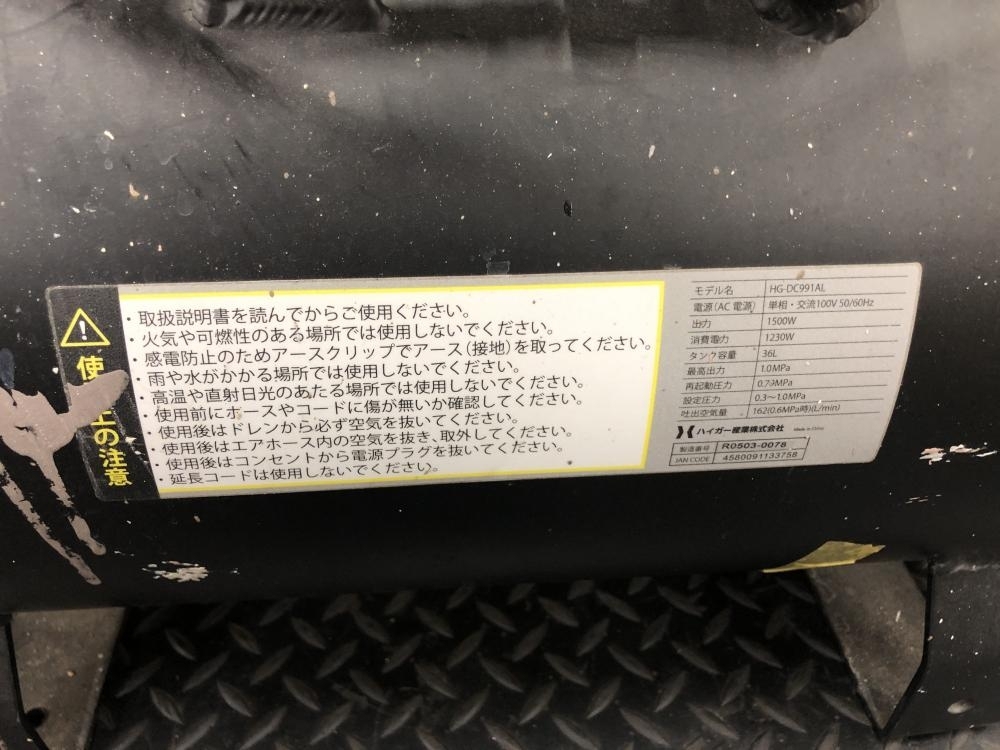 使 上の注意
・取扱説明書を読んでからご使用ください。
・火気や可燃性のある場所では使用しないでください。
・感電防止のためアースクリップでアース(接地)を取ってください。
・雨や水がかかる場所では使用しないでください。
・高温や直射日光のあたる場所では使用しないでください。
・使用前にホースやコードに傷が無いか確認してください。
・使用後はドレンから必ず空気を抜いてください。
・使用後はエアホース内の空気を抜き、取外してください。
・使用後はコンセントから電源プラグを抜いてください。
・延長コードは使用しないでください。
モデル名 HG-DC991AL
電源(AC 電源) 単相・交流100V 50/60Hz
出力 1500W
消費電力 1230W
タンク容量 36L
最高出力 1.0MPa
再起動圧力 0.79MPa
設定圧力 0.3〜1.0MPa
吐出空気量 162(0.6MPa時)(L/min)
ハイガー産業株式会社 Made in China
製造番号 R0503-0078
JAN CODE 4580091133758